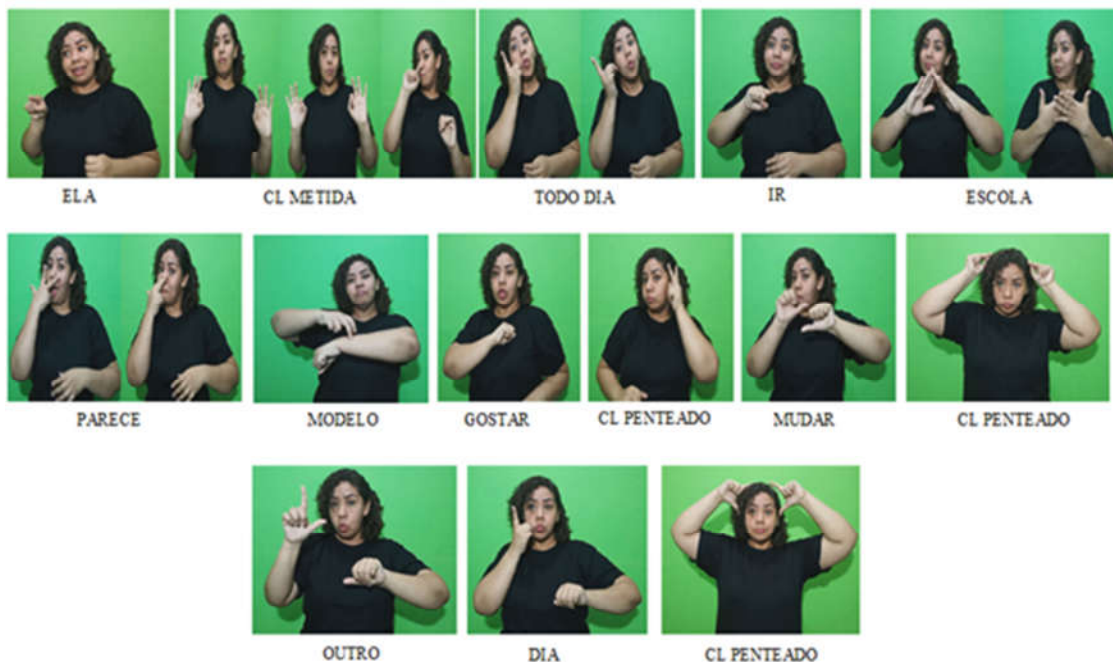 ELA CL METIDA TODO DIA IR ESCOLA
PARECE MODELO GOSTAR CL PENTEADO MUDAR CL PENTEADO
OUTRO DIA CL PENTEADO